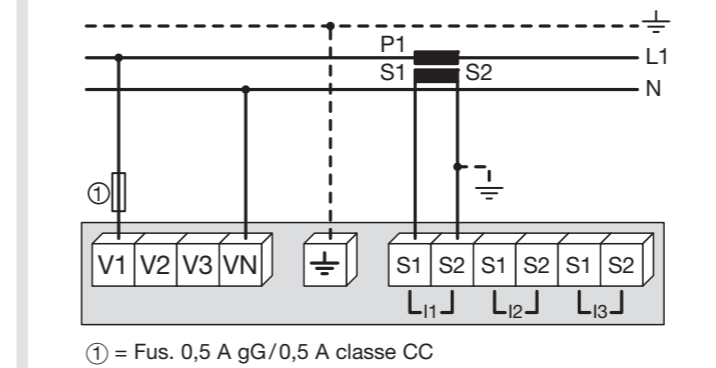 P1
L1
S1 S2
N
①
V1 V2 V3 VN S1 S2 S1 S2 S1 S2
I1 I2 I3
① = Fus. 0,5 A gG/0,5 A classe CC